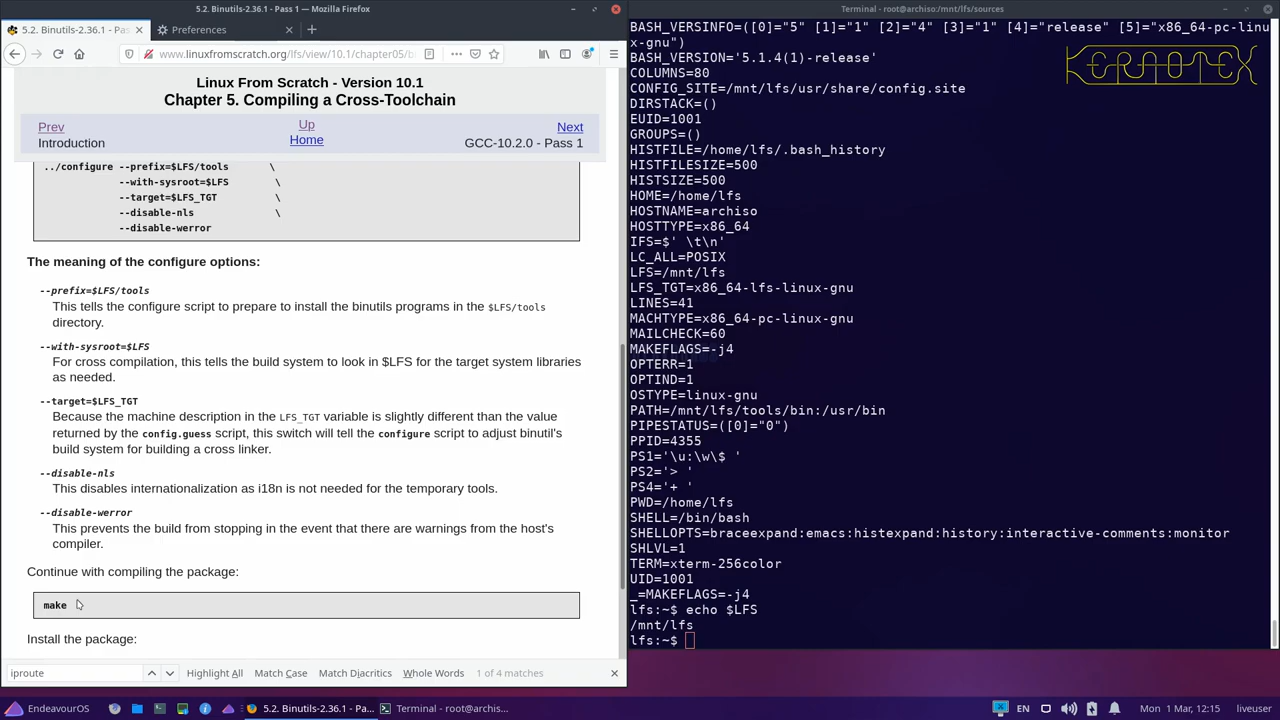 5.2. Binutils-2.36.1 - Pass 1 — Mozilla Firefox
5.2. Binutils-2.36.1 - Pas
Preferences
www.linuxfromscratch.org/lfs/view/10.1/chapter05/bi
Linux From Scratch - Version 10.1
Chapter 5. Compiling a Cross-Toolchain
Prev
Up
Next
Introduction
Home
GCC-10.2.0 - Pass 1
../configure --prefix=$LFS/tools \
--with-sysroot=$LFS \
--target=$LFS_TGT \
--disable-nls \
--disable-werror
The meaning of the configure options:
--prefix=$LFS/tools
This tells the configure script to prepare to install the binutils programs in the $LFS/tools
directory.
--with-sysroot=$LFS
For cross compilation, this tells the build system to look in $LFS for the target system libraries
as needed.
--target=$LFS_TGT
Because the machine description in the LFS_TGT variable is slightly different than the value
returned by the config.guess script, this switch will tell the configure script to adjust binutil's
build system for building a cross linker.
--disable-nls
This disables internationalization as i18n is not needed for the temporary tools.
--disable-werror
This prevents the build from stopping in the event that there are warnings from the host's
compiler.
Continue with compiling the package:
make
Install the package:
iproute
Highlight All
Match Case
Match Diacritics
Whole Words
1 of 4 matches
Terminal - root@archiso:/mnt/lfs/sources
BASH_VERSINFO=([0]="5" [1]="1" [2]="4" [3]="1" [4]="release" [5]="x86_64-pc-linu
x-gnu")
BASH_VERSION='5.1.4(1)-release'
COLUMNS=80
CONFIG_SITE=/mnt/lfs/usr/share/config.site
DIRSTACK=()
EUID=1001
GROUPS=()
HISTFILE=/home/lfs/.bash_history
HISTFILESIZE=500
HISTSIZE=500
HOME=/home/lfs
HOSTNAME=archiso
HOSTTYPE=x86_64
IFS=$' \t\n'
LC_ALL=POSIX
LFS=/mnt/lfs
LFS_TGT=x86_64-lfs-linux-gnu
LINES=41
MACHTYPE=x86_64-pc-linux-gnu
MAILCHECK=60
MAKEFLAGS=-j4
OPTERR=1
OPTIND=1
OSTYPE=linux-gnu
PATH=/mnt/lfs/tools/bin:/usr/bin
PIPESTATUS=([0]="0")
PPID=4355
PS1='\u:\w\$ '
PS2='> '
PS4='+ '
PWD=/home/lfs
SHELL=/bin/bash
SHELLOPTS=braceexpand:emacs:histexpand:history:interactive-comments:monitor
SHLVL=1
TERM=xterm-256color
UID=1001
_=MAKEFLAGS=-j4
lfs:~$ echo $LFS
/mnt/lfs
lfs:~$
EndeavourOS
5.2. Binutils-2.36.1 - Pa...
Terminal - root@archis...
EN
Mon 1 Mar, 12:15
liveuser